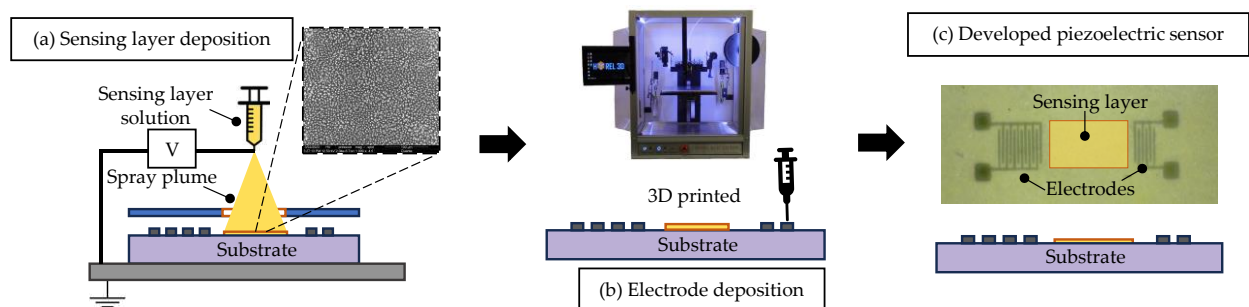 (a) Sensing layer deposition
Sensing layer
solution
V
Spray plume
Substrate
3D printed
Substrate
(b) Electrode deposition
(c) Developed piezoelectric sensor
Sensing layer
Electrodes
Substrate